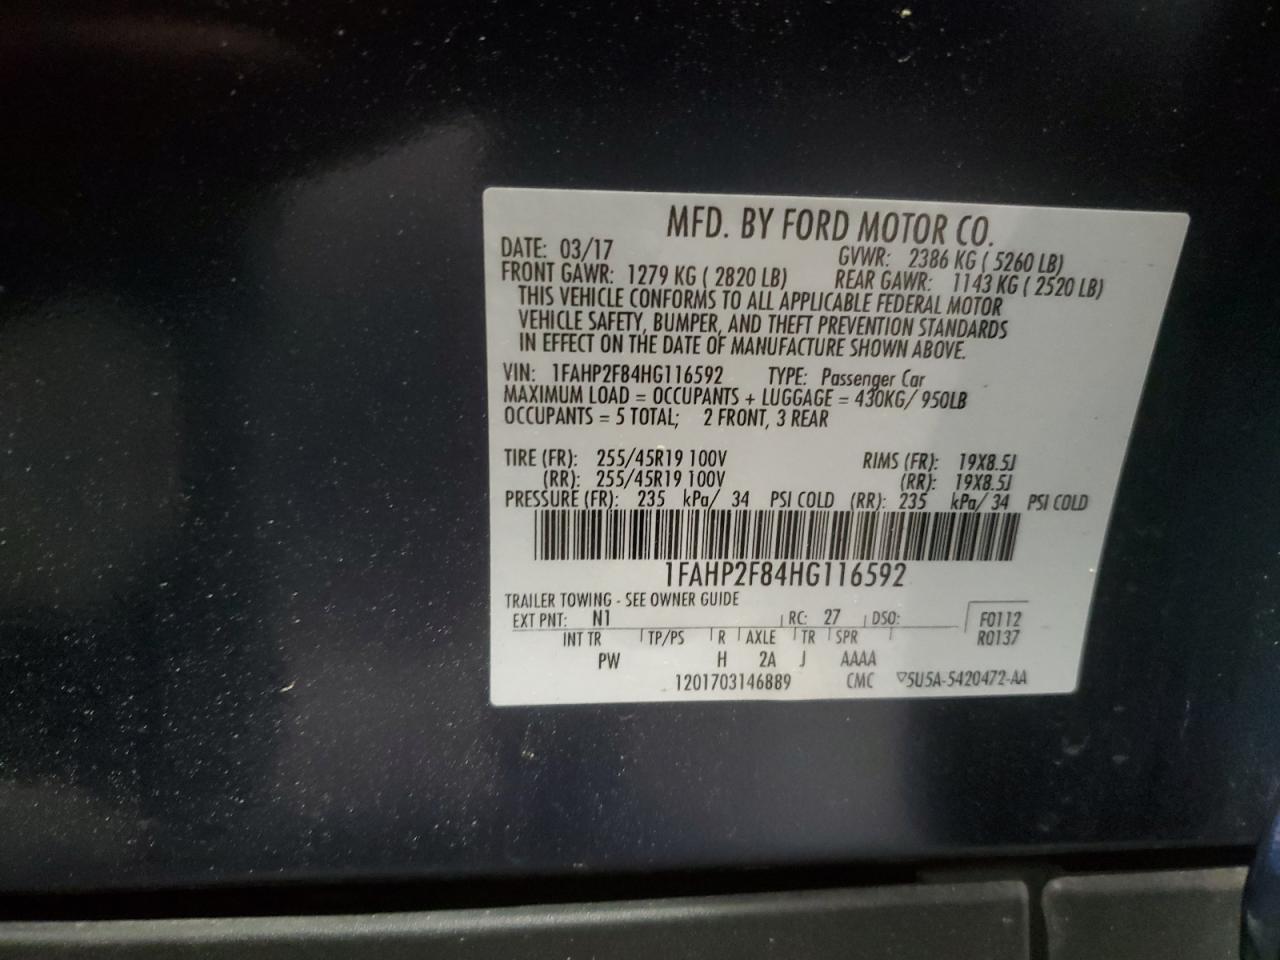 MFD. BY FORD MOTOR CO.
DATE: 03/17 GVWR: 2386 KG ( 5260 LB)
FRONT GAWR: 1279 KG ( 2820 LB) REAR GAWR: 1143 KG ( 2520 LB)
THIS VEHICLE CONFORMS TO ALL APPLICABLE FEDERAL MOTOR
VEHICLE SAFETY, BUMPER, AND THEFT PREVENTION STANDARDS
IN EFFECT ON THE DATE OF MANUFACTURE SHOWN ABOVE.
VIN: 1FAHP2F84HG116592 TYPE: Passenger Car
MAXIMUM LOAD = OCCUPANTS + LUGGAGE = 430KG/ 950LB
OCCUPANTS = 5 TOTAL; 2 FRONT, 3 REAR
TIRE (FR): 255/45R19 100V RIMS (FR): 19X8.5J
(RR): 255/45R19 100V (RR): 19X8.5J
PRESSURE (FR): 235 kPa/ 34 PSI COLD (RR): 235 kPa/ 34 PSI COLD
1FAHP2F84HG116592
TRAILER TOWING - SEE OWNER GUIDE
EXT PNT: N1 RC: 27 DSO: F0112
INT TR TP/PS R AXLE TR SPR R0137
PW H 2A J AAAA
1201703146889 CMC ▽5U5A-5420472-AA